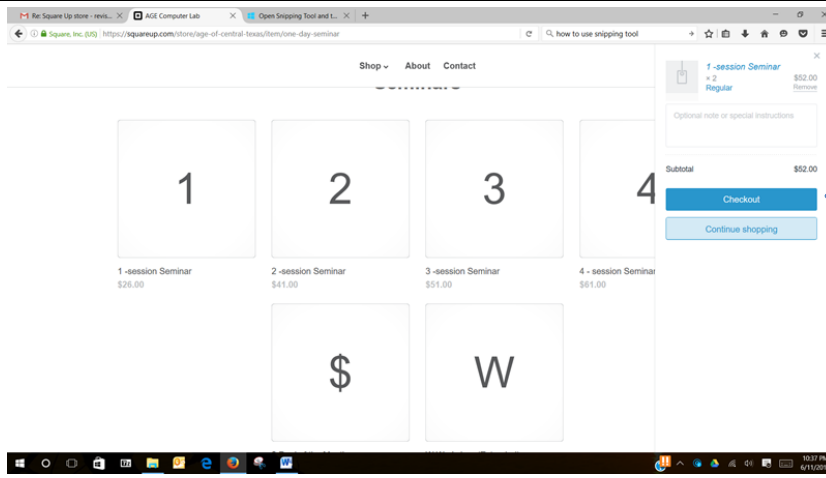 Re: Square Up store - revis...
AGE Computer Lab
Open Snipping Tool and t...
Square, Inc. (US)
https://squareup.com/store/age-of-central-texas/item/one-day-seminar
how to use snipping tool
Shop
About
Contact
1 -session Seminar
× 2
$52.00
Regular
Remove
Optional note or special instructions
Subtotal
$52.00
Checkout
Continue shopping
1
2
3
4
1 -session Seminar
2 -session Seminar
3 -session Seminar
4 - session Seminar
$26.00
$41.00
$51.00
$61.00
$
W
10:37 PM
6/11/201